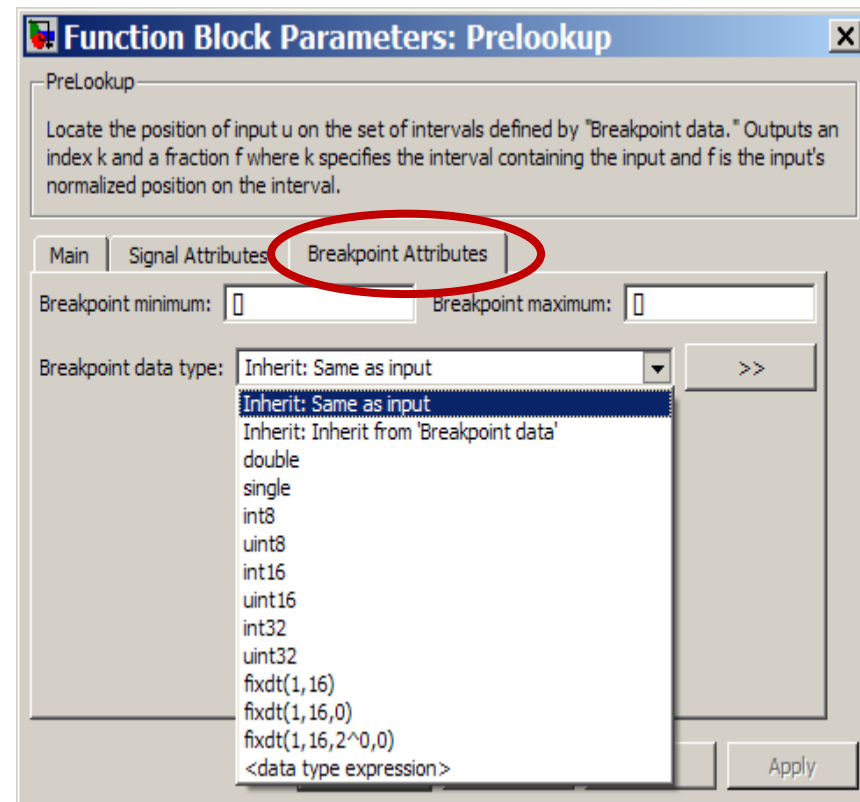 Function Block Parameters: Prelookup
PreLookup
Locate the position of input u on the set of intervals defined by "Breakpoint data." Outputs an
index k and a fraction f where k specifies the interval containing the input and f is the input's
normalized position on the interval.
Main Signal Attributes Breakpoint Attributes
Breakpoint minimum: [] Breakpoint maximum: []
Breakpoint data type: Inherit: Same as input >>
Inherit: Same as input
Inherit: Inherit from 'Breakpoint data'
double
single
int8
uint8
int16
uint16
int32
uint32
fixdt(1,16)
fixdt(1,16,0)
fixdt(1,16,2^0,0)
<data type expression>
Apply